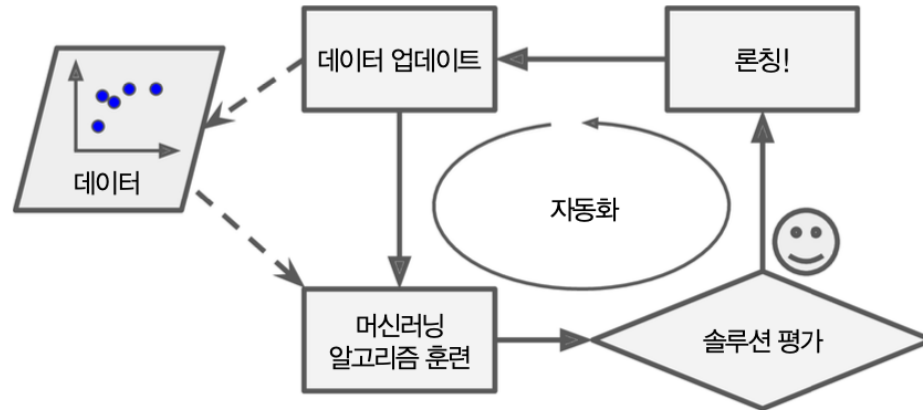 데이터 업데이트
론칭!
데이터
자동화
머신러닝
알고리즘 훈련
솔루션 평가